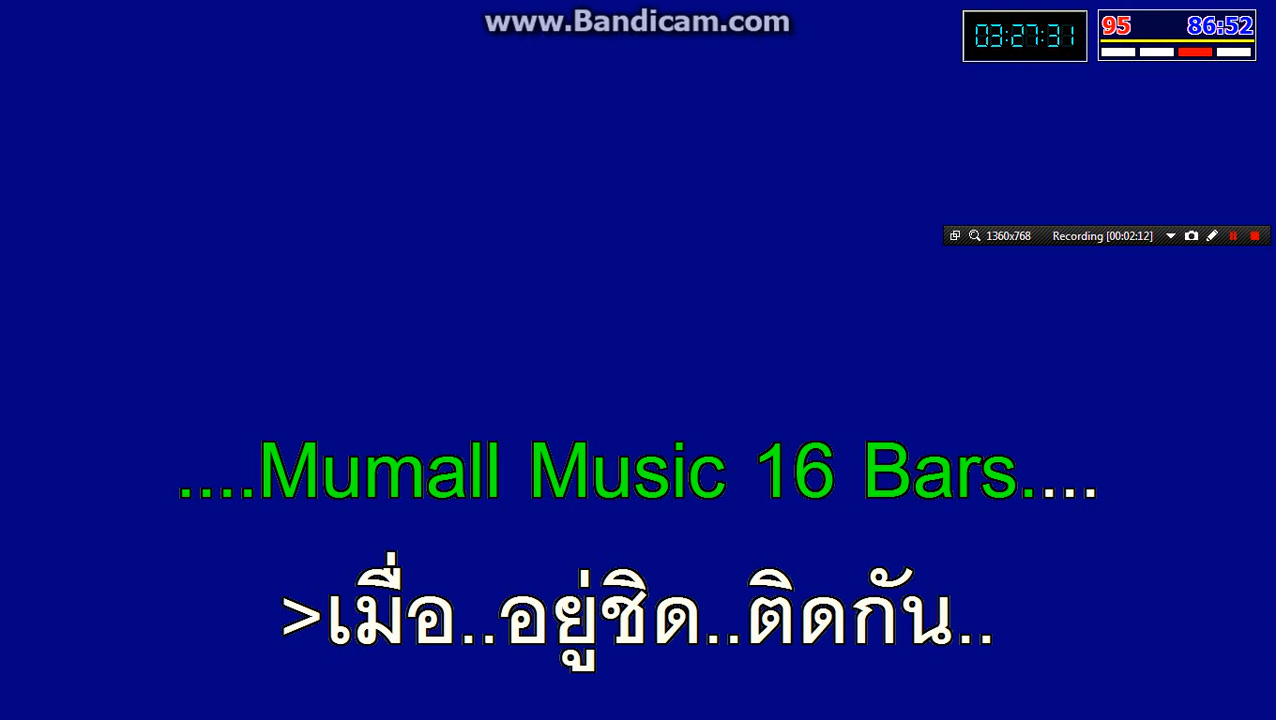 www.Bandicam.com
03:27:31
95 86:52
1360x768 Recording [00:02:12]
....Mumall Music 16 Bars....
>เมื่อ..อยู่ชิด..ติดกัน..